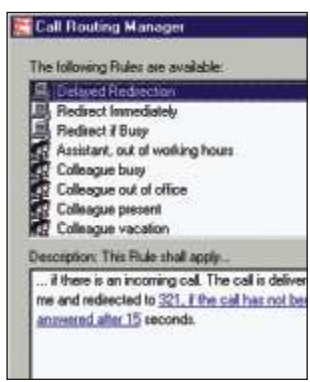 Call Routing Manager
The following Rules are available:
Delayed Redirection
Redirect Immediately
Redirect if Busy
Assistant, out of working hours
Colleague busy
Colleague out of office
Colleague present
Colleague vacation
Description: This Rule shall apply...
... if there is an incoming call. The call is deliver
me and redirected to 321, if the call has not bee
answered after 15 seconds.